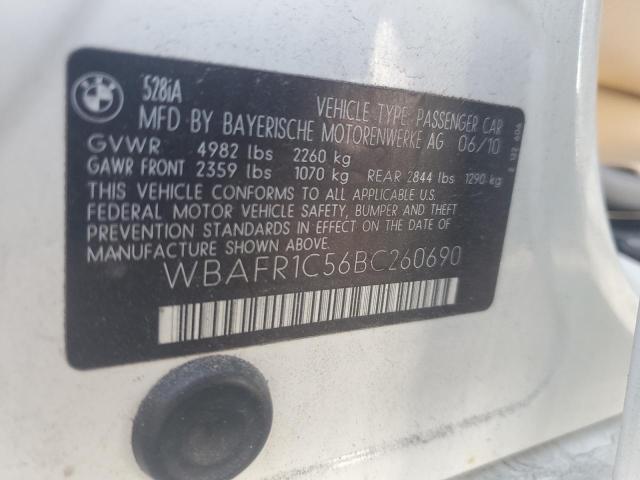 BMW
528iA
VEHICLE TYPE: PASSENGER CAR
MFD BY BAYERISCHE MOTORENWERKE AG 06/10
GVWR 4982 lbs 2260 kg
GAWR FRONT 2359 lbs 1070 kg REAR 2844 lbs 1290 kg
THIS VEHICLE CONFORMS TO ALL APPLICABLE U.S.
FEDERAL MOTOR VEHICLE SAFETY, BUMPER AND THEFT
PREVENTION STANDARDS IN EFFECT ON THE DATE OF
MANUFACTURE SHOWN ABOVE
WBAFR1C56BC260690